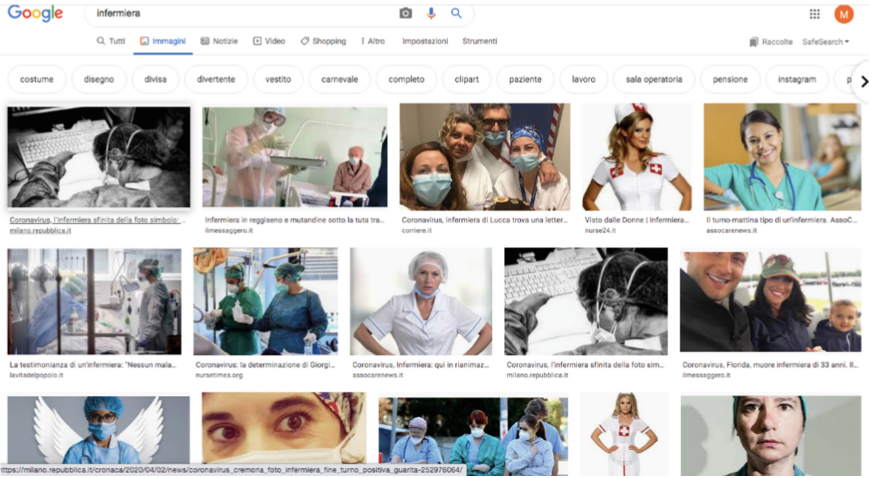 Google infermiera M
Tutti Immagini Notizie Video Shopping Altro Impostazioni Strumenti Raccolte SafeSearch
costume disegno divisa divertente vestito carnevale completo clipart paziente lavoro sala operatoria pensione instagram p
Coronavirus, l'infermiera sfinita della foto simbolo: ... Infermiera in reggiseno e mutandine sotto la tuta tra... Coronavirus, infermiera di Lucca trova una letter... Visto dalle Donne | Infermiera... Il turno-mattina tipo di un'infermiera. AssoC...
milano.repubblica.it ilmessaggero.it corriere.it nurse24.it assocarenews.it
La testimonianza di un'infermiera: "Nessun mala... Coronavirus: la determinazione di Giorgi... Coronavirus, Infermiera: qui in rianimaz... Coronavirus, l'infermiera sfinita della foto sim... Coronavirus, Florida, muore infermiera di 33 anni. Il...
lavitadelpopolo.it nursetimes.org assocarenews.it milano.repubblica.it ilmessaggero.it
https://milano.repubblica.it/cronaca/2020/04/02/news/coronavirus_cremona_foto_infermiera_fine_turno_positiva_guarita-252976064/